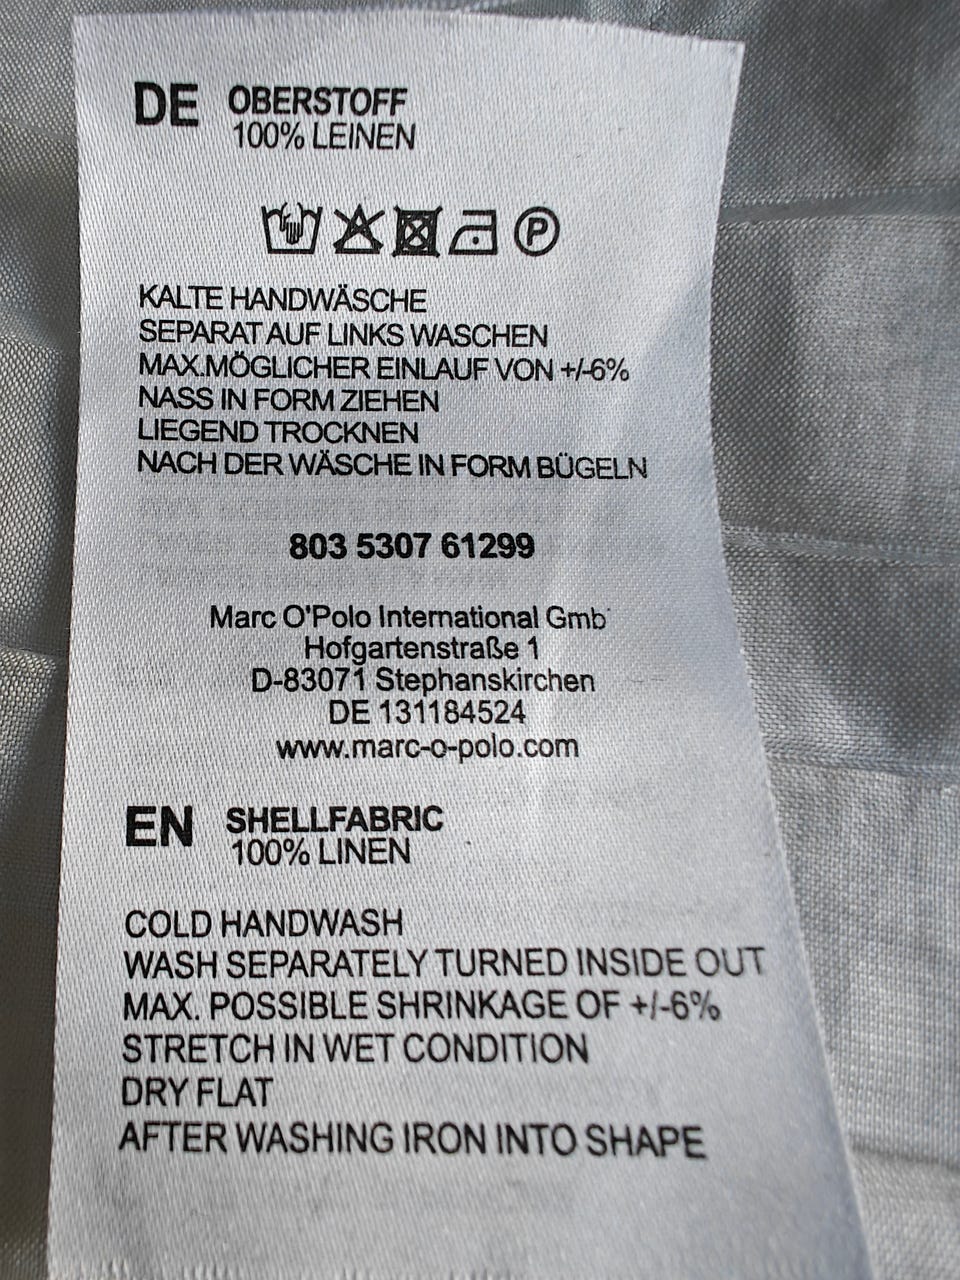 DE OBERSTOFF
100% LEINEN
P
KALTE HANDWÄSCHE
SEPARAT AUF LINKS WASCHEN
MAX.MÖGLICHER EINLAUF VON +/-6%
NASS IN FORM ZIEHEN
LIEGEND TROCKNEN
NACH DER WÄSCHE IN FORM BÜGELN
803 5307 61299
Marc O'Polo International Gmb
Hofgartenstraße 1
D-83071 Stephanskirchen
DE 131184524
www.marc-o-polo.com
EN SHELLFABRIC
100% LINEN
COLD HANDWASH
WASH SEPARATELY TURNED INSIDE OUT
MAX. POSSIBLE SHRINKAGE OF +/-6%
STRETCH IN WET CONDITION
DRY FLAT
AFTER WASHING IRON INTO SHAPE